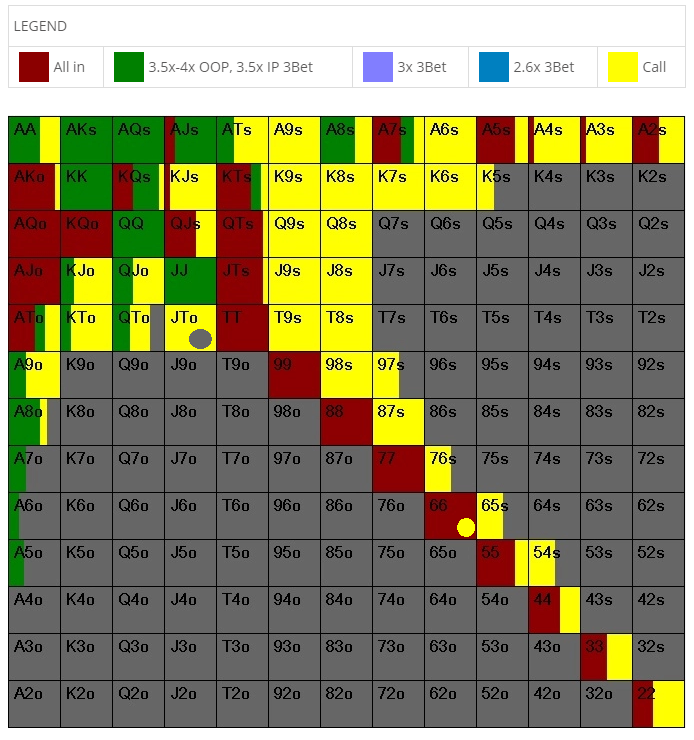 LEGEND
All in 3.5x-4x OOP, 3.5x IP 3Bet 3x 3Bet 2.6x 3Bet Call
AA AKs AQs AJs ATs A9s A8s A7s A6s A5s A4s A3s A2s
AKo KK KQs KJs KTs K9s K8s K7s K6s K5s K4s K3s K2s
AQo KQo QQ QJs QTs Q9s Q8s Q7s Q6s Q5s Q4s Q3s Q2s
AJo KJo QJo JJ JTs J9s J8s J7s J6s J5s J4s J3s J2s
ATo KTo QTo JTo TT T9s T8s T7s T6s T5s T4s T3s T2s
A9o K9o Q9o J9o T9o 99 98s 97s 96s 95s 94s 93s 92s
A8o K8o Q8o J8o T8o 98o 88 87s 86s 85s 84s 83s 82s
A7o K7o Q7o J7o T7o 97o 87o 77 76s 75s 74s 73s 72s
A6o K6o Q6o J6o T6o 96o 86o 76o 66 65s 64s 63s 62s
A5o K5o Q5o J5o T5o 95o 85o 75o 65o 55 54s 53s 52s
A4o K4o Q4o J4o T4o 94o 84o 74o 64o 54o 44 43s 42s
A3o K3o Q3o J3o T3o 93o 83o 73o 63o 53o 43o 33 32s
A2o K2o Q2o J2o T2o 92o 82o 72o 62o 52o 42o 32o 22